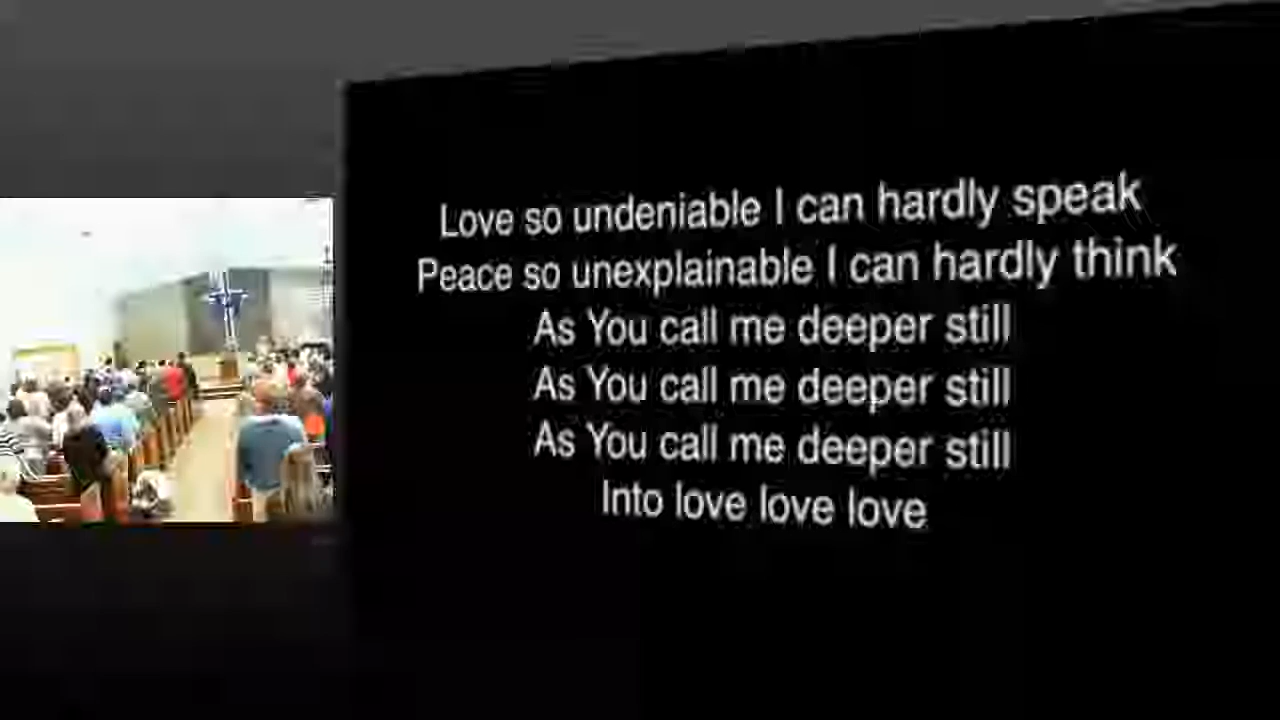 Love so undeniable I can hardly speak
Peace so unexplainable I can hardly think
As You call me deeper still
As You call me deeper still
As You call me deeper still
Into love love love